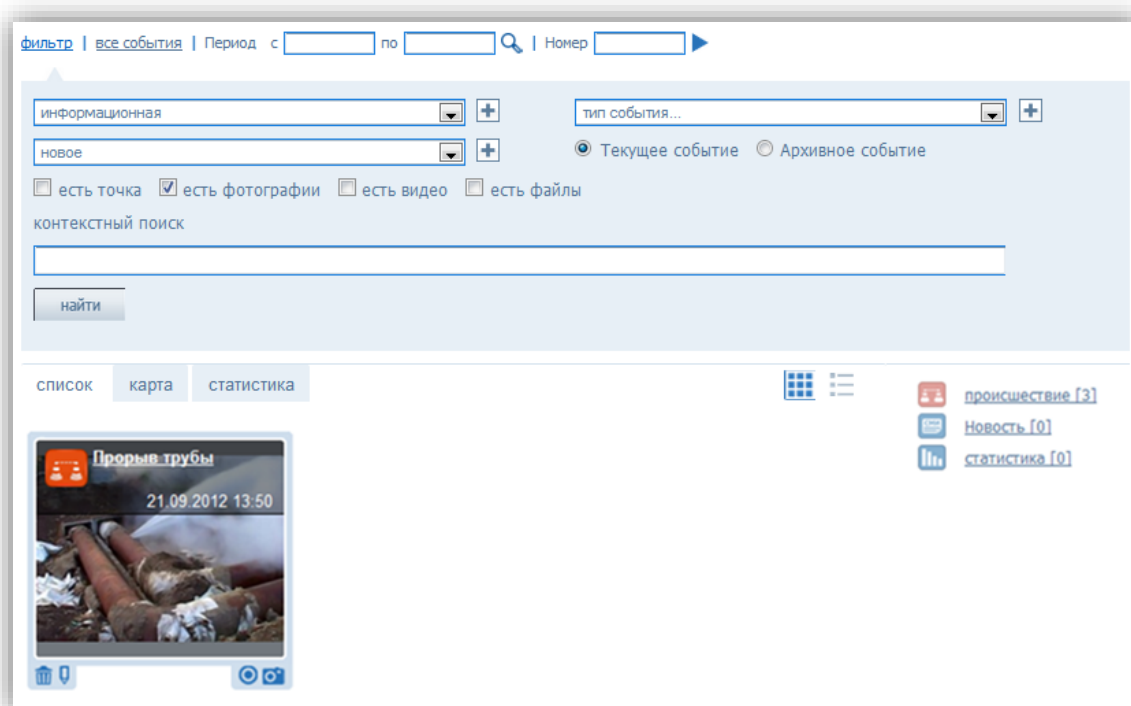 фильтр | все события | Период с по | Номер
информационная
тип события...
новое
Текущее событие Архивное событие
есть точка есть фотографии есть видео есть файлы
контекстный поиск
найти
список карта статистика
происшествие [3]
Новость [0]
статистика [0]
Прорыв трубы
21.09.2012 13:50